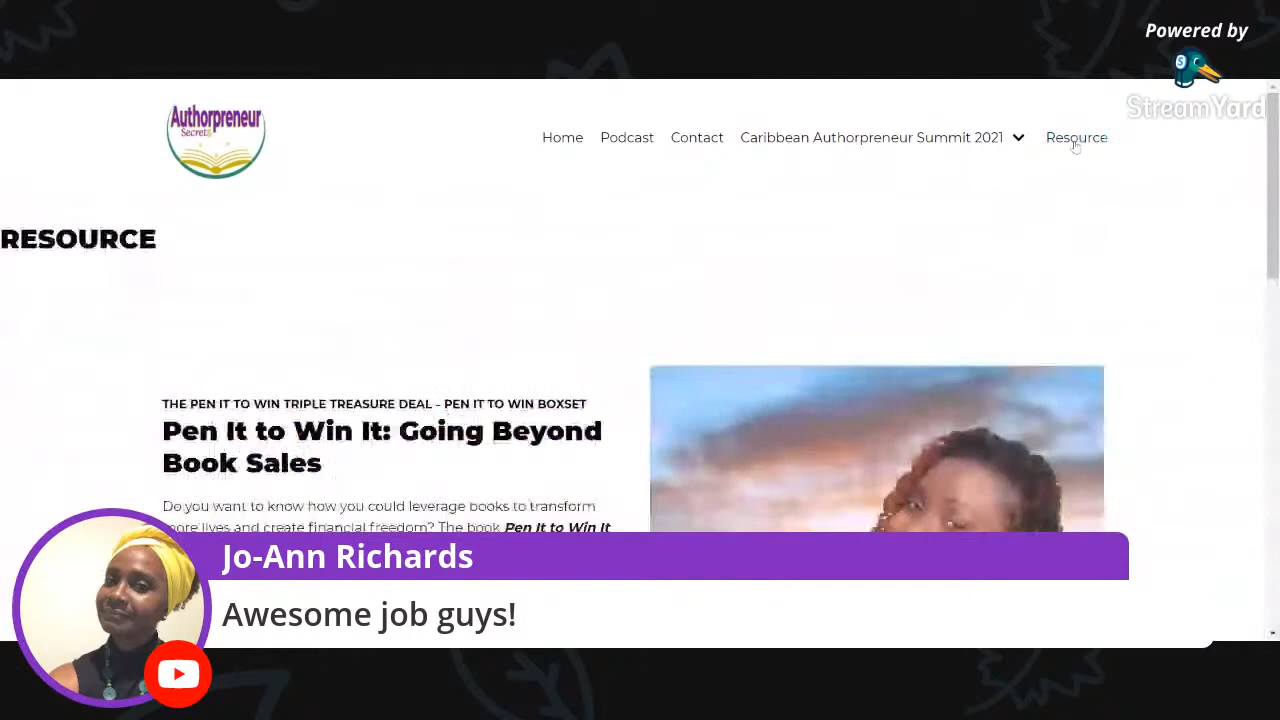 Powered by
StreamYard
Authorpreneur
Secrets
Home Podcast Contact Caribbean Authorpreneur Summit 2021 Resource
RESOURCE
THE PEN IT TO WIN TRIPLE TREASURE DEAL - PEN IT TO WIN BOXSET
Pen It to Win It: Going Beyond
Book Sales
Do you want to know how you could leverage books to transform
more lives and create financial freedom? The book Pen It to Win It
Jo-Ann Richards
Awesome job guys!